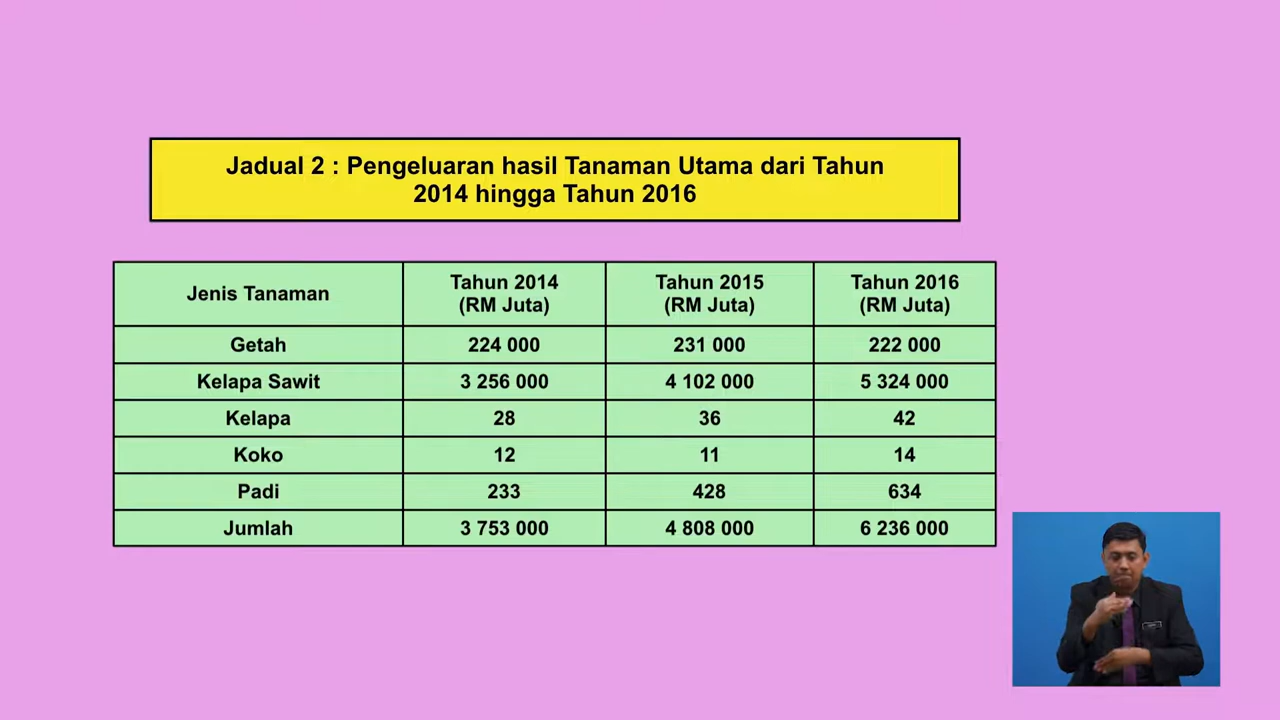 Jadual 2 : Pengeluaran hasil Tanaman Utama dari Tahun
2014 hingga Tahun 2016
Jenis Tanaman Tahun 2014 (RM Juta) Tahun 2015 (RM Juta) Tahun 2016 (RM Juta)
Getah 224 000 231 000 222 000
Kelapa Sawit 3 256 000 4 102 000 5 324 000
Kelapa 28 36 42
Koko 12 11 14
Padi 233 428 634
Jumlah 3 753 000 4 808 000 6 236 000